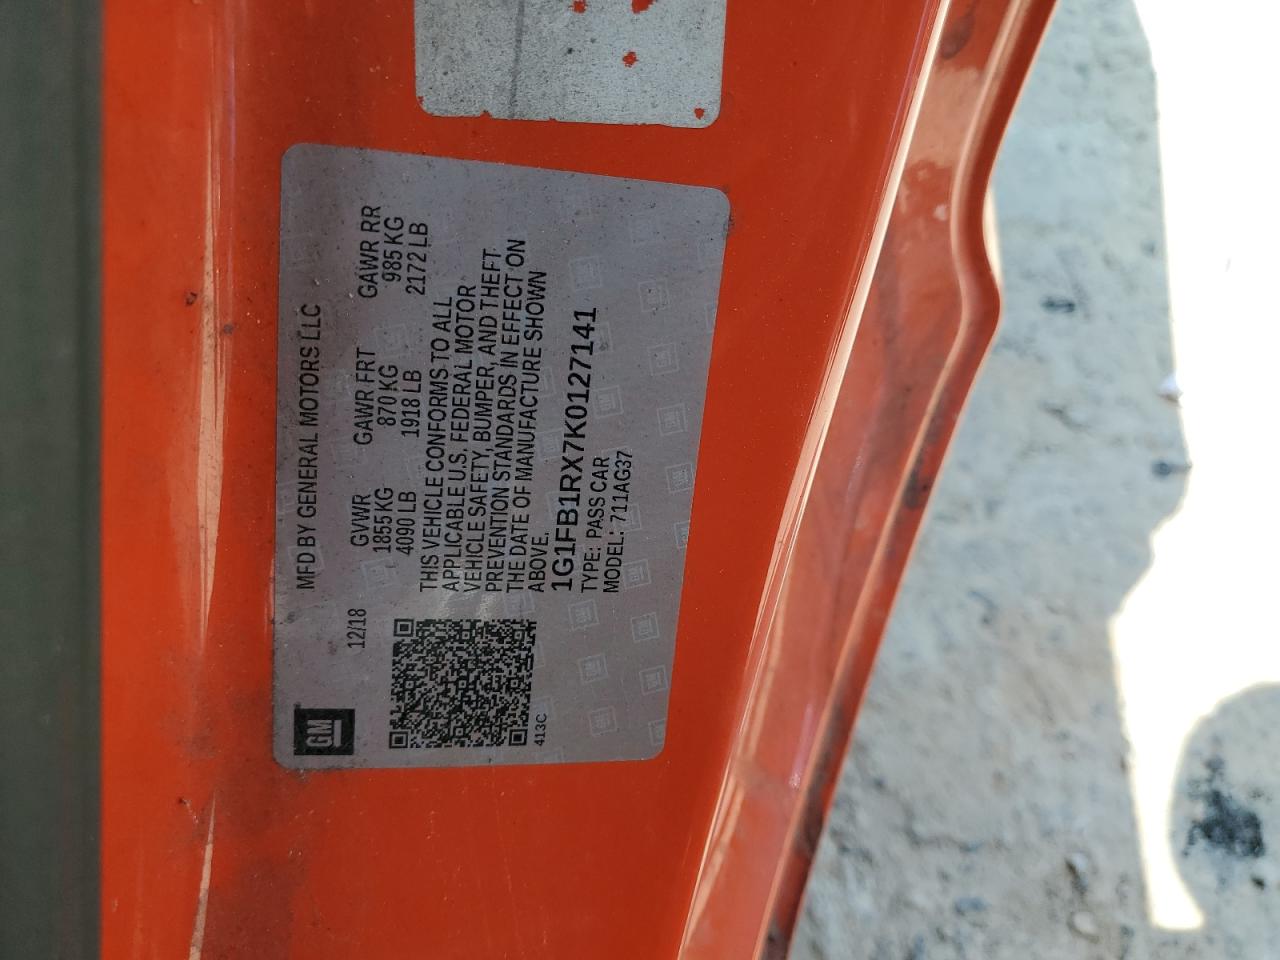 GM
MFD BY GENERAL MOTORS LLC
12/18
GVWR GAWR FRT GAWR RR
1855 KG 870 KG 985 KG
4090 LB 1918 LB 2172 LB
THIS VEHICLE CONFORMS TO ALL
APPLICABLE U.S. FEDERAL MOTOR
VEHICLE SAFETY, BUMPER, AND THEFT
PREVENTION STANDARDS IN EFFECT ON
THE DATE OF MANUFACTURE SHOWN
ABOVE.
413C
1G1FB1RX7K0127141
TYPE: PASS CAR
MODEL: 711AG37